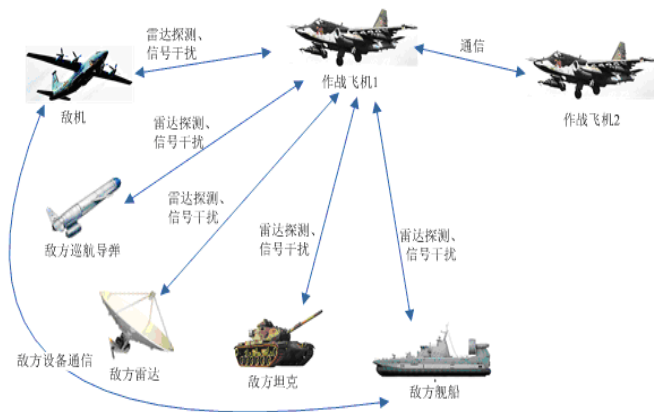 雷达探测、
信号干扰
通信
作战飞机1
作战飞机2
敌机
雷达探测、
信号干扰
雷达探测、
信号干扰
雷达探测、
信号干扰
雷达探测、
信号干扰
敌方巡航导弹
敌方设备通信
敌方雷达
敌方坦克
敌方舰船